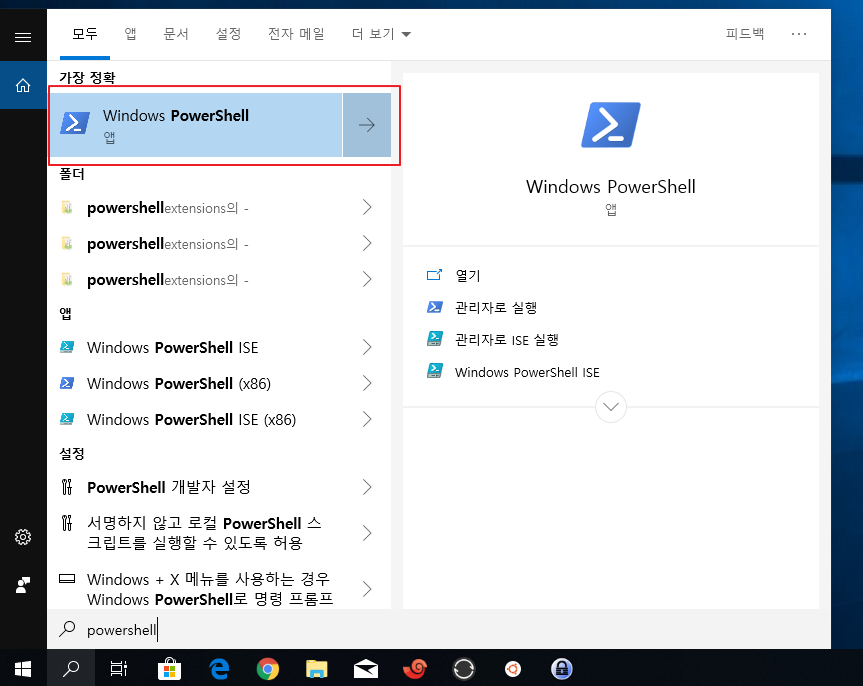 모두 앱 문서 설정 전자 메일 더 보기 피드백 ...
가장 정확
Windows PowerShell
앱
폴더
powershellextensions의 -
powershellextensions의 -
powershellextensions의 -
앱
Windows PowerShell ISE
Windows PowerShell (x86)
Windows PowerShell ISE (x86)
설정
PowerShell 개발자 설정
서명하지 않고 로컬 PowerShell 스
크립트를 실행할 수 있도록 허용
Windows + X 메뉴를 사용하는 경우
Windows PowerShell로 명령 프롬프
powershell
Windows PowerShell
앱
열기
관리자로 실행
관리자로 ISE 실행
Windows PowerShell ISE